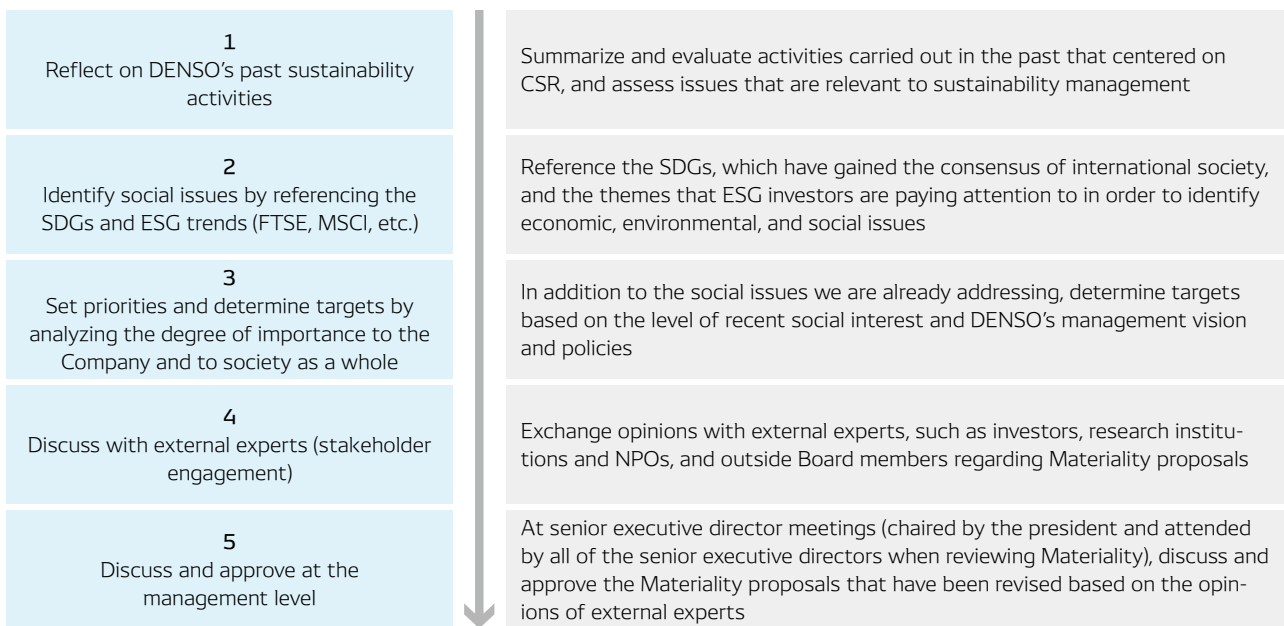 1
Reflect on DENSO's past sustainability
activities
Summarize and evaluate activities carried out in the past that centered on
CSR, and assess issues that are relevant to sustainability management
2
Identify social issues by referencing the
SDGs and ESG trends (FTSE, MSCI, etc.)
Reference the SDGs, which have gained the consensus of international society,
and the themes that ESG investors are paying attention to in order to identify
economic, environmental, and social issues
3
Set priorities and determine targets by
analyzing the degree of importance to the
Company and to society as a whole
In addition to the social issues we are already addressing, determine targets
based on the level of recent social interest and DENSO's management vision
and policies
4
Discuss with external experts (stakeholder
engagement)
Exchange opinions with external experts, such as investors, research institu-
tions and NPOs, and outside Board members regarding Materiality proposals
5
Discuss and approve at the
management level
At senior executive director meetings (chaired by the president and attended
by all of the senior executive directors when reviewing Materiality), discuss and
approve the Materiality proposals that have been revised based on the opin-
ions of external experts